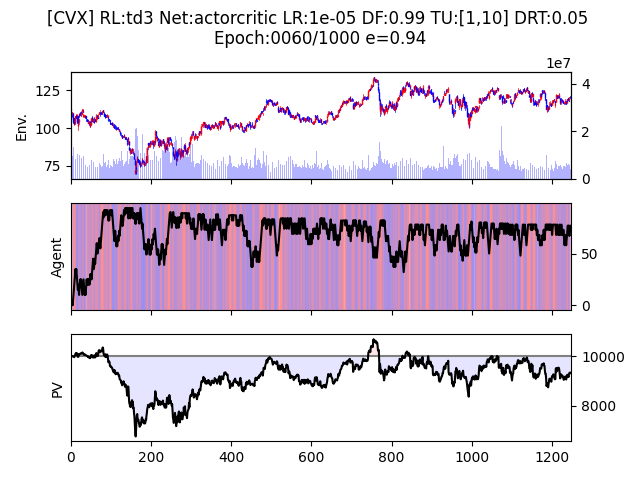 [CVX] RL:td3 Net:actorcritic LR:1e-05 DF:0.99 TU:[1,10] DRT:0.05
Epoch:0060/1000 e=0.94
1e7
125
100
75
Env.
4
2
0
Agent
50
0
PV
10000
8000
0 200 400 600 800 1000 1200